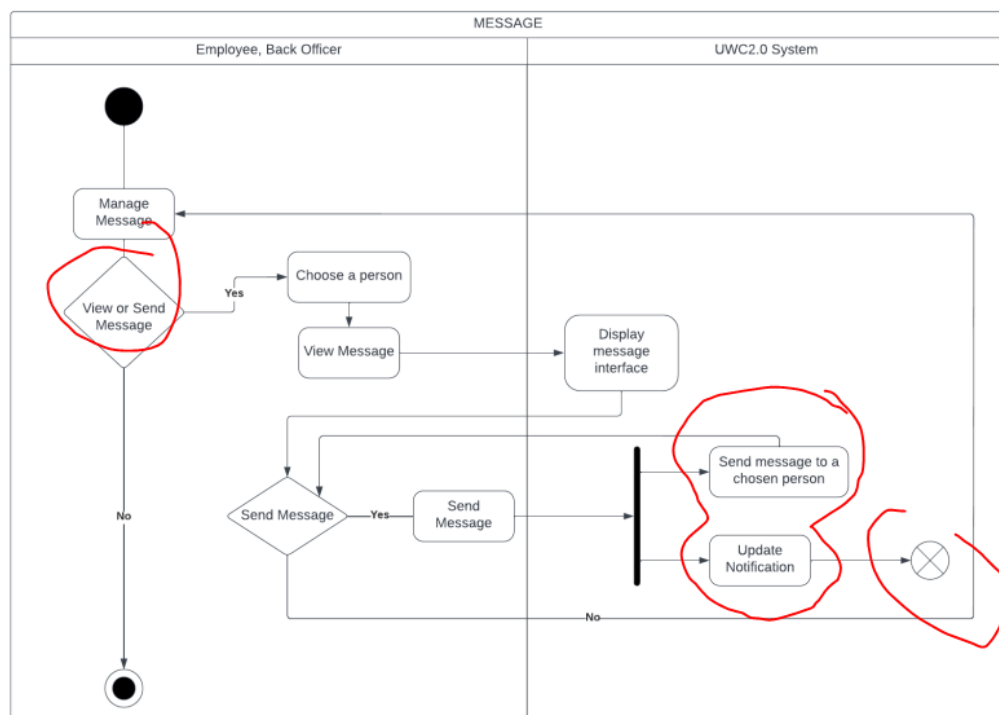 MESSAGE
Employee, Back Officer
UWC2.0 System
Manage
Message
View or Send
Message
Yes
Choose a person
View Message
Display
message
interface
Send Message
Yes
Send
Message
Send message to a
chosen person
Update
Notification
No
No